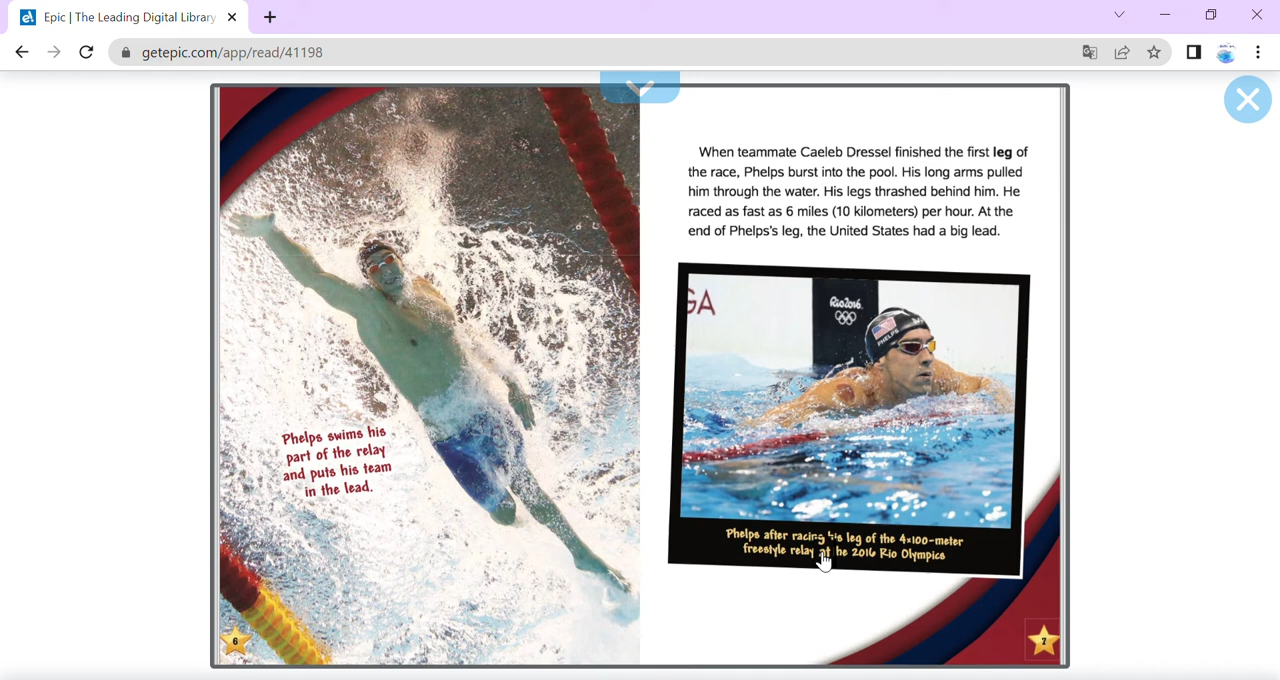 Epic | The Leading Digital Library
getepic.com/app/read/41198
Phelps swims his
part of the relay
and puts his team
in the lead.
6
When teammate Caeleb Dressel finished the first leg of
the race, Phelps burst into the pool. His long arms pulled
him through the water. His legs thrashed behind him. He
raced as fast as 6 miles (10 kilometers) per hour. At the
end of Phelps's leg, the United States had a big lead.
GA
Rio2016
PHELPS
Phelps after racing his leg of the 4x100-meter
freestyle relay at he 2016 Rio Olympics
7